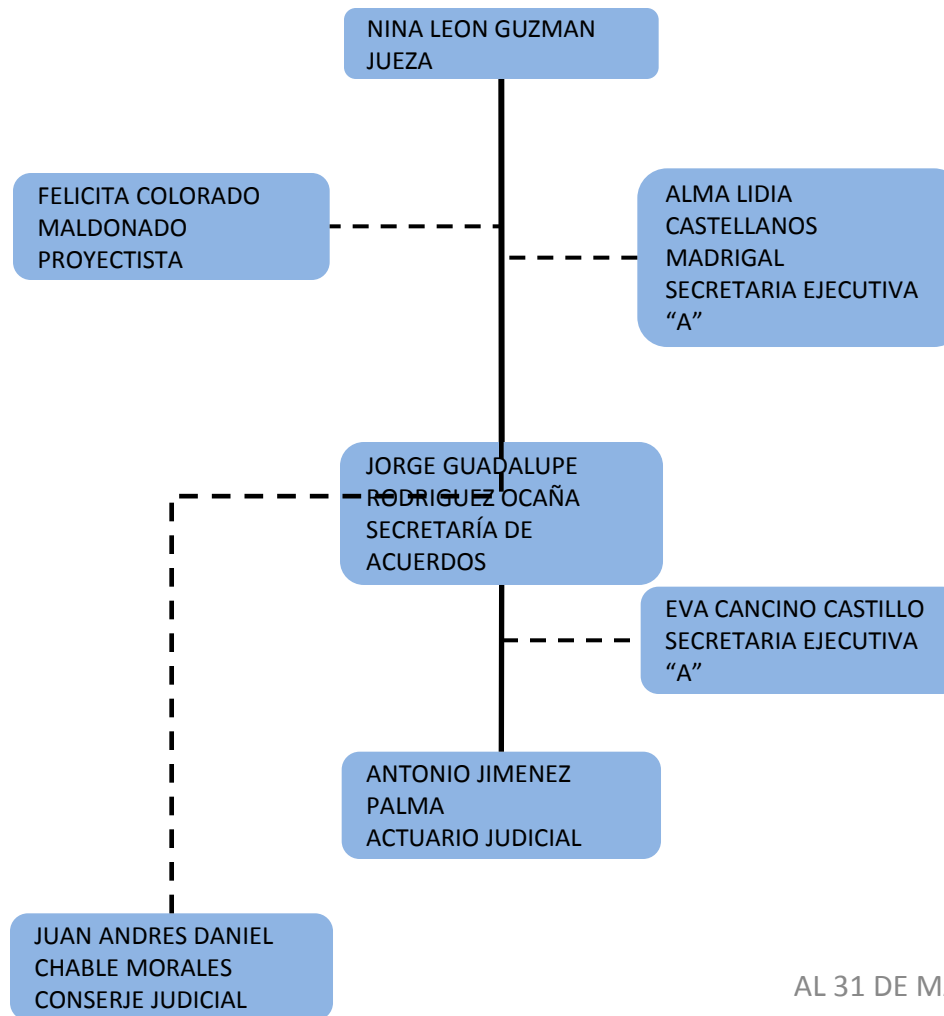 NINA LEON GUZMAN
JUEZA
FELICITA COLORADO
MALDONADO
PROYECTISTA
ALMA LIDIA
CASTELLANOS
MADRIGAL
SECRETARIA EJECUTIVA
“A”
JORGE GUADALUPE
RODRIGUEZ OCAÑA
SECRETARÍA DE
ACUERDOS
EVA CANCINO CASTILLO
SECRETARIA EJECUTIVA
“A”
ANTONIO JIMENEZ
PALMA
ACTUARIO JUDICIAL
JUAN ANDRES DANIEL
CHABLE MORALES
CONSERJE JUDICIAL
AL 31 DE